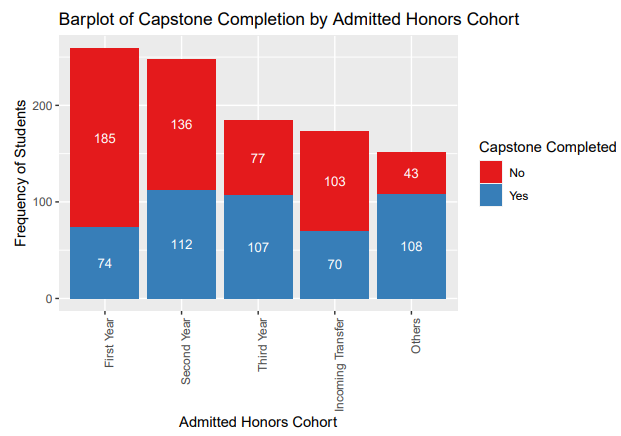 Barplot of Capstone Completion by Admitted Honors Cohort
Frequency of Students
200
100
0
185
136
77
103
43
74
112
107
70
108
First Year
Second Year
Third Year
Incoming Transfer
Others
Admitted Honors Cohort
Capstone Completed
No
Yes